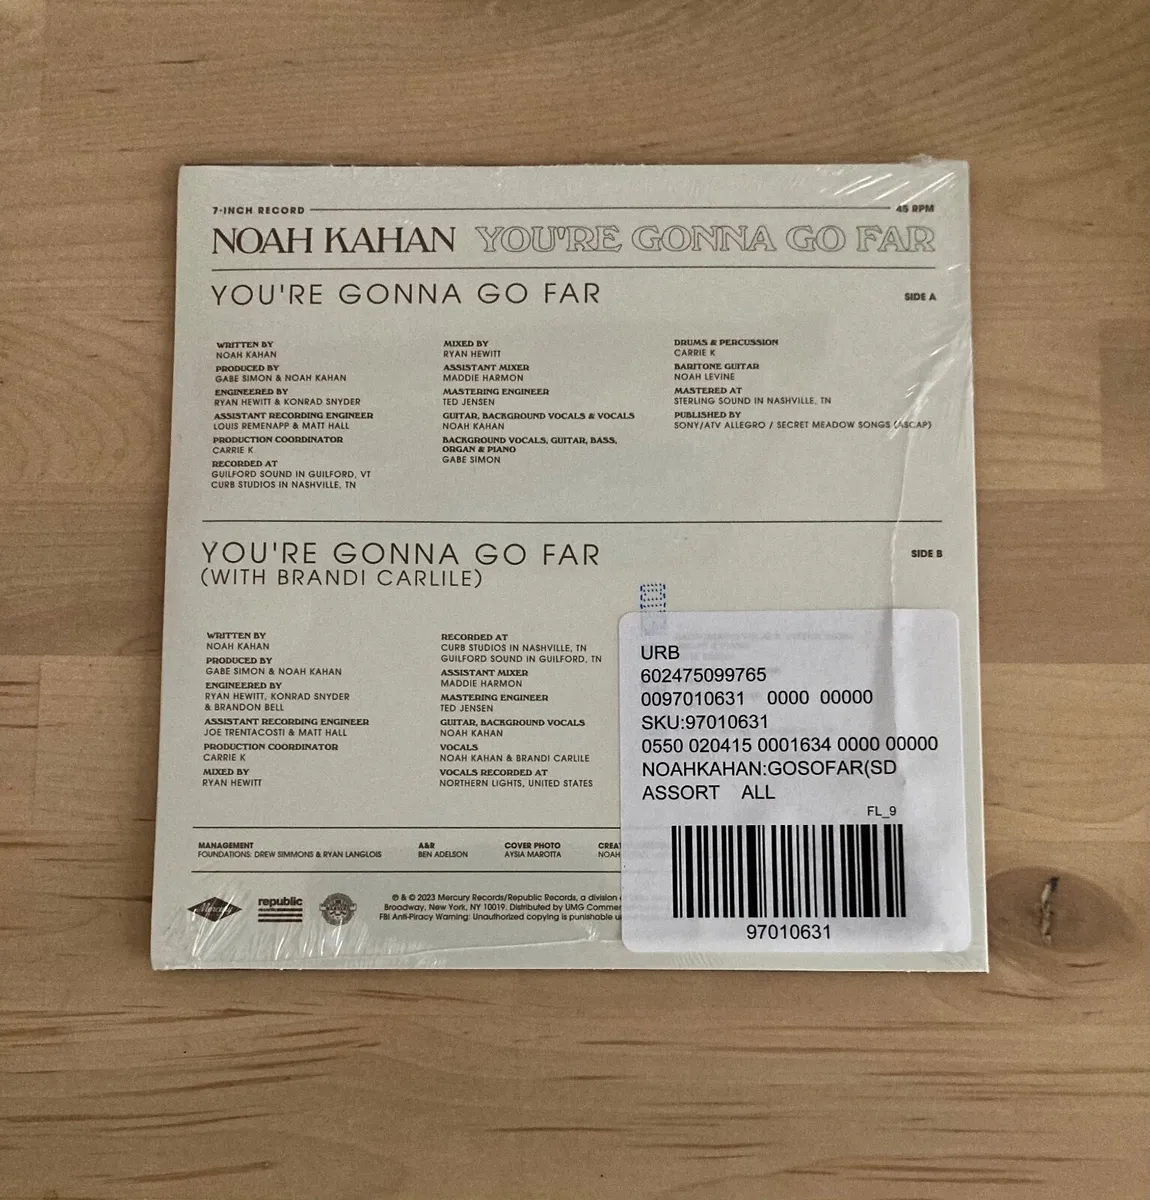 7-INCH RECORD 45 RPM
NOAH KAHAN YOU'RE GONNA GO FAR
YOU'RE GONNA GO FAR SIDE A
WRITTEN BY
NOAH KAHAN
PRODUCED BY
GABE SIMON & NOAH KAHAN
ENGINEERED BY
RYAN HEWITT & KONRAD SNYDER
ASSISTANT RECORDING ENGINEER
LOUIS REMENAPP & MATT HALL
PRODUCTION COORDINATOR
CARRIE K
RECORDED AT
GUILFORD SOUND IN GUILFORD, VT
CURB STUDIOS IN NASHVILLE, TN
MIXED BY
RYAN HEWITT
ASSISTANT MIXER
MADDIE HARMON
MASTERING ENGINEER
TED JENSEN
GUITAR, BACKGROUND VOCALS & VOCALS
NOAH KAHAN
BACKGROUND VOCALS, GUITAR, BASS,
ORGAN & PIANO
GABE SIMON
DRUMS & PERCUSSION
CARRIE K
BARITONE GUITAR
NOAH LEVINE
MASTERED AT
STERLING SOUND IN NASHVILLE, TN
PUBLISHED BY
SONY/ATV ALLEGRO / SECRET MEADOW SONGS (ASCAP)
YOU'RE GONNA GO FAR SIDE B
(WITH BRANDI CARLILE)
WRITTEN BY
NOAH KAHAN
PRODUCED BY
GABE SIMON & NOAH KAHAN
ENGINEERED BY
RYAN HEWITT, KONRAD SNYDER
& BRANDON BELL
ASSISTANT RECORDING ENGINEER
JOE TRENTACOSTI & MATT HALL
PRODUCTION COORDINATOR
CARRIE K
MIXED BY
RYAN HEWITT
RECORDED AT
CURB STUDIOS IN NASHVILLE, TN
GUILFORD SOUND IN GUILFORD, TN
ASSISTANT MIXER
MADDIE HARMON
MASTERING ENGINEER
TED JENSEN
GUITAR, BACKGROUND VOCALS
NOAH KAHAN
VOCALS
NOAH KAHAN & BRANDI CARLILE
VOCALS RECORDED AT
NORTHERN LIGHTS, UNITED STATES
URB
602475099765
0097010631 0000 00000
SKU:97010631
0550 020415 0001634 0000 00000
NOAHKAHAN:GOSOFAR(SD
ASSORT ALL
FL_9
97010631
MANAGEMENT
FOUNDATIONS: DREW SIMMONS & RYAN LANGLOIS
A&R
BEN ADELSON
COVER PHOTO
AYSIA MAROTTA
NOAH
Mercury
republic
℗ & © 2023 Mercury Records/Republic Records, a division
Broadway, New York, NY 10019. Distributed by UMG
FBI Anti-Piracy Warning: Unauthorized copying is punishable